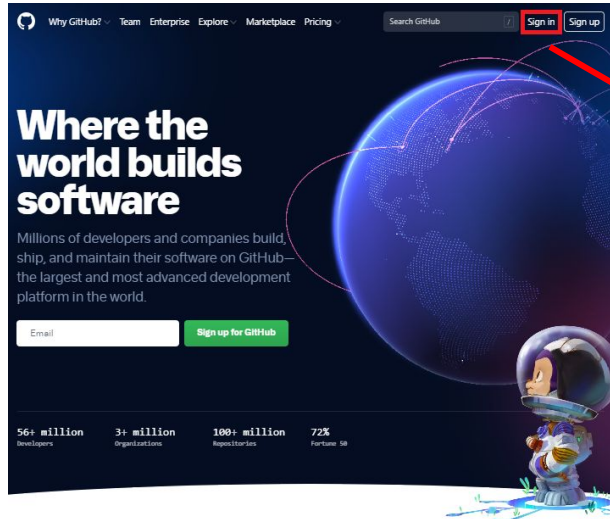 Why GitHub? Team Enterprise Explore Marketplace Pricing Search GitHub / Sign in Sign up
Where the
world builds
software
Millions of developers and companies build,
ship, and maintain their software on GitHub—
the largest and most advanced development
platform in the world.
Email Sign up for GitHub
56+ million 3+ million 100+ million 72%
Developers Organizations Repositories Fortune 50